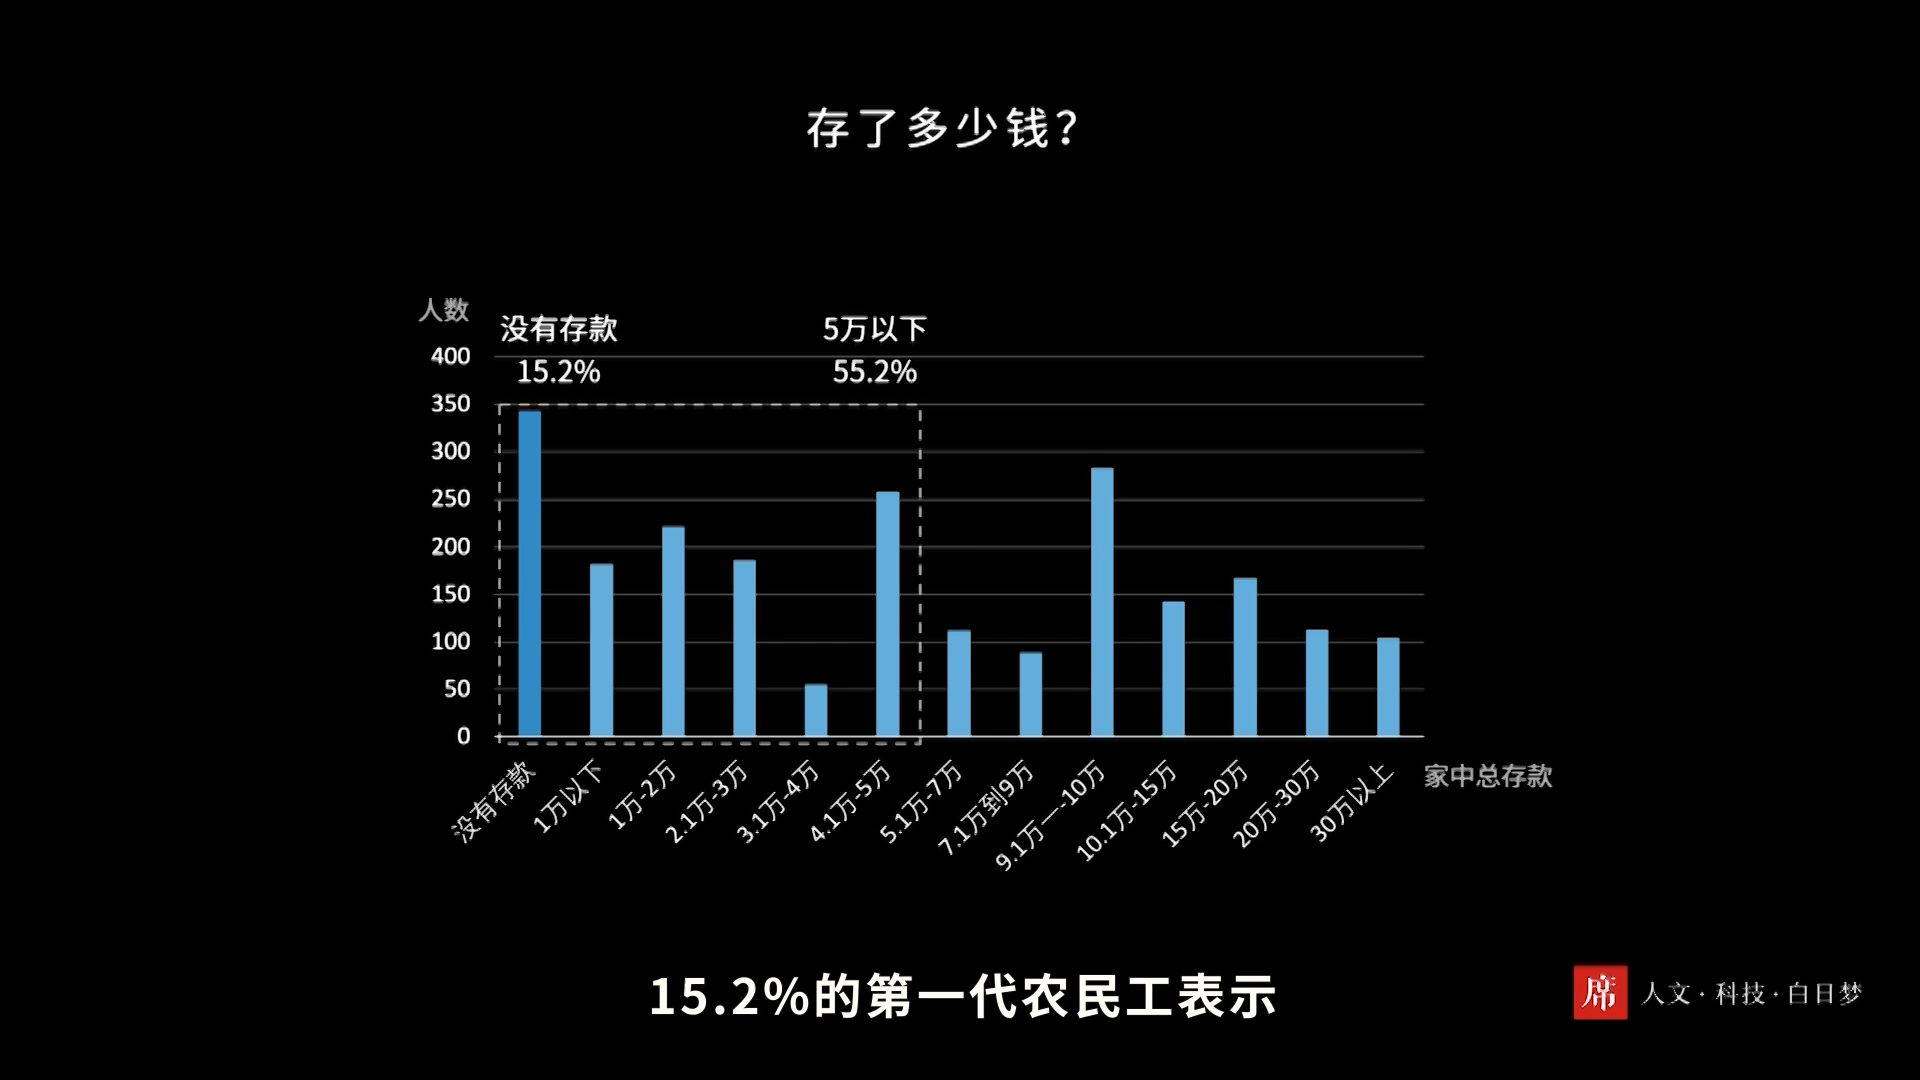 存了多少钱?
人数
没有存款
15.2%
5万以下
55.2%
400
350
300
250
200
150
100
50
0
没有存款
1万以下
1万-2万
2.1万-3万
3.1万-4万
4.1万-5万
5.1万-7万
7.1万到9万
9.1万—-10万
10.1万-15万
15万-20万
20万-30万
30万以上
家中总存款
15.2%的第一代农民工表示
席 人文·科技·白日梦